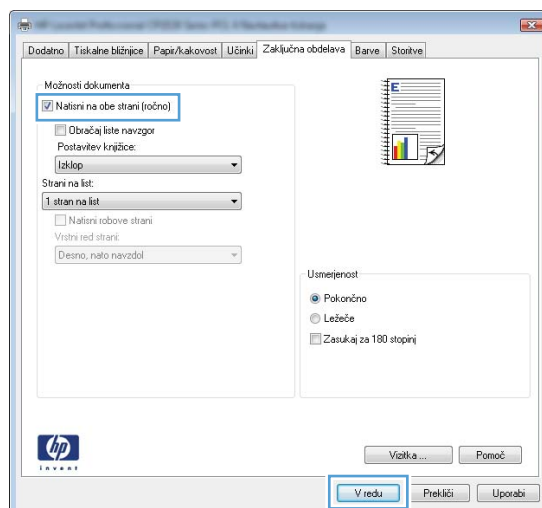 Dodatno Tiskalne bližnjice Papir/kakovost Učinki Zaključna obdelava Barve Storitve
Možnosti dokumenta
Natisni na obe strani (ročno)
Obračaj liste navzgor
Postavitev knjižice:
Izklop
Strani na list:
1 stran na list
Natisni robove strani
Vrstni red strani:
Desno, nato navzdol
E
Usmerjenost
Pokončno
Ležeče
Zasukaj za 180 stopinj
hp
invent
Vizitka ... Pomoč
V redu Prekliči Uporabi